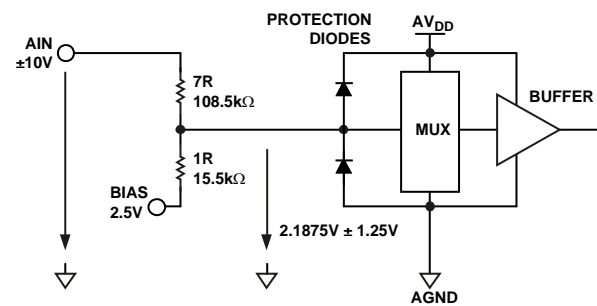 AIN
±10V
7R
108.5kΩ
1R
15.5kΩ
BIAS
2.5V
2.1875V ± 1.25V
PROTECTION
DIODES
AVDD
MUX
BUFFER
AGND